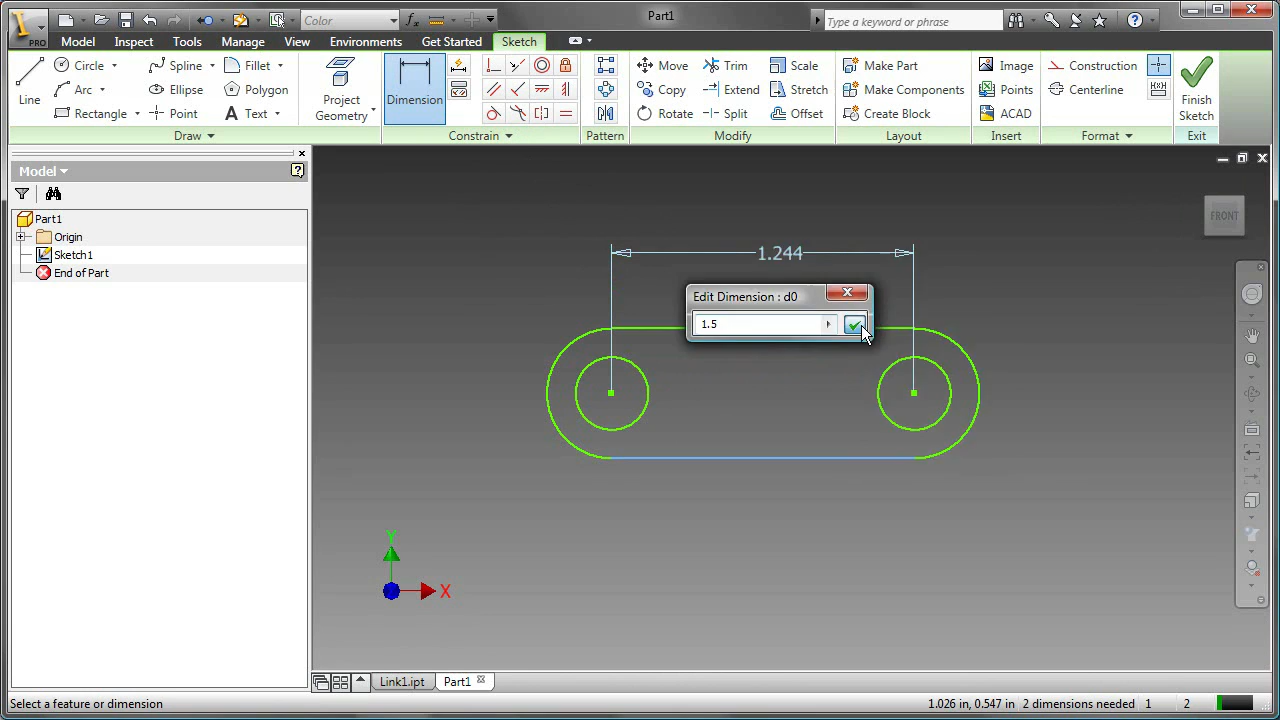 Color
Part1
Type a keyword or phrase
PRO
Model Inspect Tools Manage View Environments Get Started Sketch
Line
Circle
Arc
Rectangle
Spline
Ellipse
Point
Fillet
Polygon
Text
Project Geometry
Draw
Dimension
Constrain
Pattern
Move
Copy
Rotate
Trim
Extend
Split
Scale
Stretch
Offset
Modify
Make Part
Make Components
Create Block
Layout
Image
Points
ACAD
Insert
Construction
Centerline
Format
Finish Sketch
Exit
Model
Part1
Origin
Sketch1
End of Part
FRONT
1.244
Edit Dimension : d0
1.5
Y
X
Link1.ipt
Part1
Select a feature or dimension
1.026 in, 0.547 in 2 dimensions needed 1 2